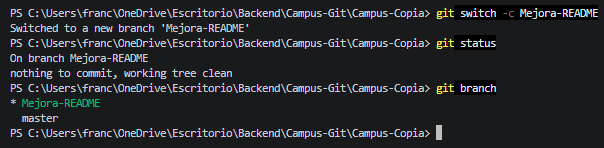 PS C:\Users\franc\OneDrive\Escritorio\Backend\Campus-Git\Campus-Copia> git switch -c Mejora-README
Switched to a new branch 'Mejora-README'
PS C:\Users\franc\OneDrive\Escritorio\Backend\Campus-Git\Campus-Copia> git status
On branch Mejora-README
nothing to commit, working tree clean
PS C:\Users\franc\OneDrive\Escritorio\Backend\Campus-Git\Campus-Copia> git branch
* Mejora-README
  master
PS C:\Users\franc\OneDrive\Escritorio\Backend\Campus-Git\Campus-Copia>